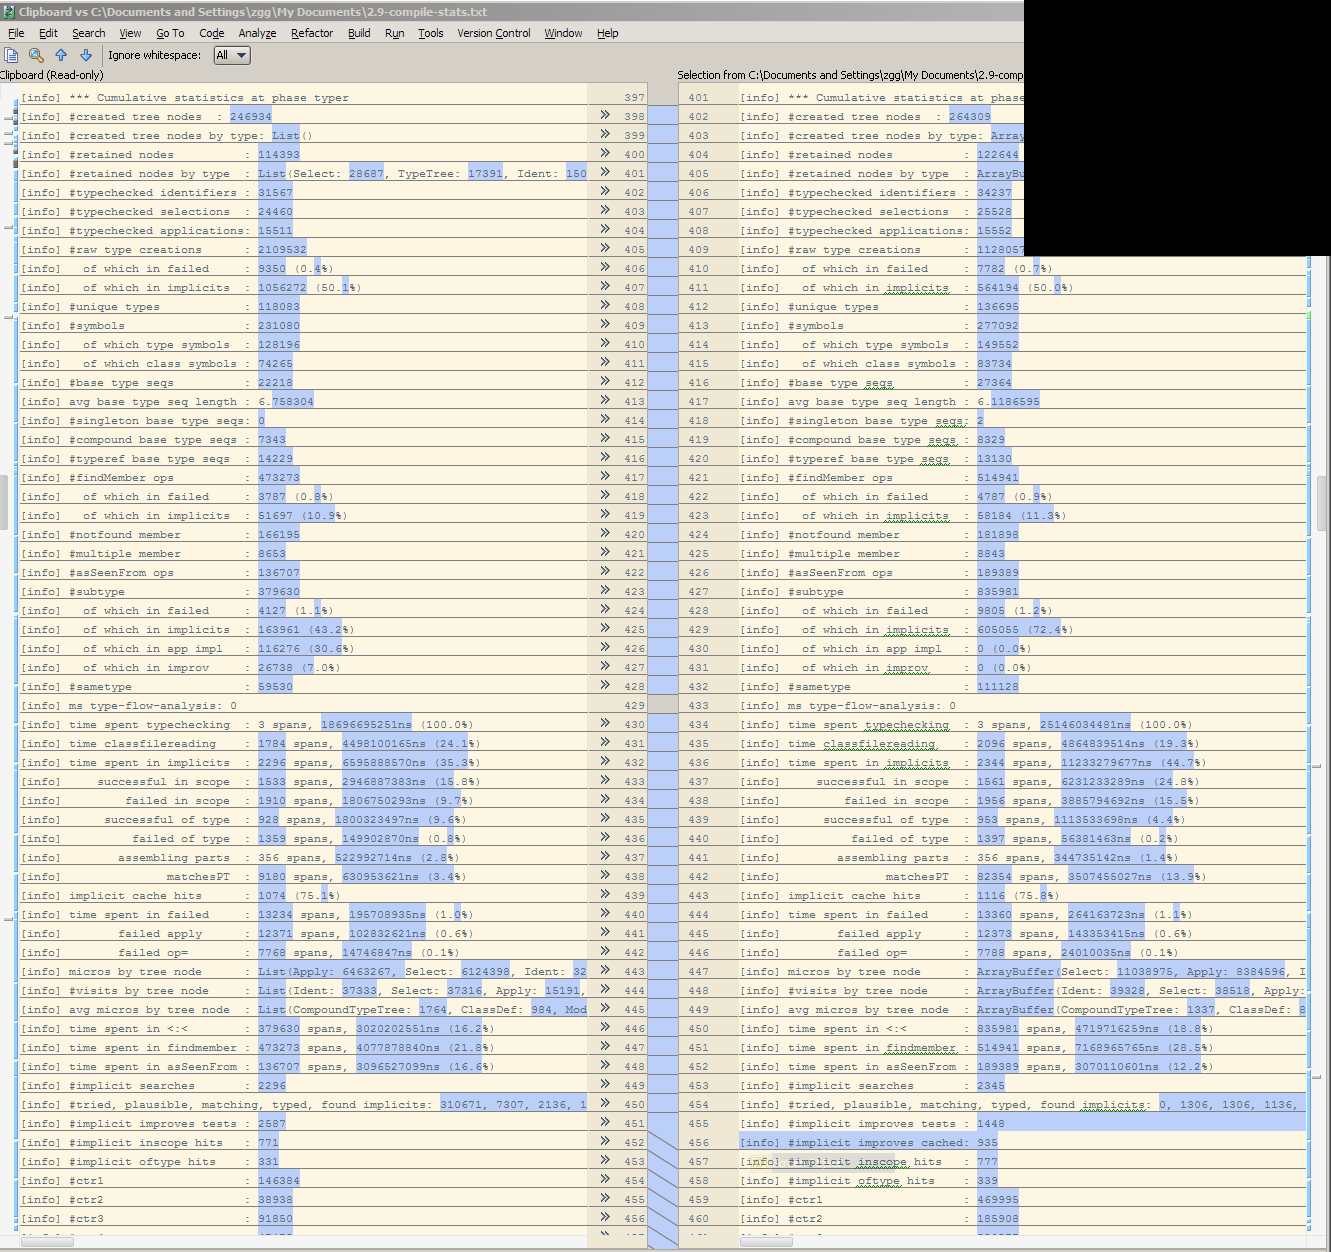 Clipboard vs C:\Documents and Settings\zgg\My Documents\2.9-compile-stats.txt
File Edit Search View Go To Code Analyze Refactor Build Run Tools Version Control Window Help
Ignore whitespace: All
Clipboard (Read-only)
Selection from C:\Documents and Settings\zgg\My Documents\2.9-comp
[info] *** Cumulative statistics at phase typer 397 401 [info] *** Cumulative statistics at phase
[info] #created tree nodes : 246934 398 402 [info] #created tree nodes : 264309
[info] #created tree nodes by type: List() 399 403 [info] #created tree nodes by type: Array
[info] #retained nodes : 114393 400 404 [info] #retained nodes : 122644
[info] #retained nodes by type : List(Select: 28687, TypeTree: 17391, Ident: 150 401 405 [info] #retained nodes by type : ArrayBu
[info] #typechecked identifiers : 31567 402 406 [info] #typechecked identifiers : 34237
[info] #typechecked selections : 24460 403 407 [info] #typechecked selections : 25528
[info] #typechecked applications: 15511 404 408 [info] #typechecked applications: 15552
[info] #raw type creations : 2109532 405 409 [info] #raw type creations : 1128057
[info] of which in failed : 9350 (0.4%) 406 410 [info] of which in failed : 7782 (0.7%)
[info] of which in implicits : 1056272 (50.1%) 407 411 [info] of which in implicits : 564194 (50.0%)
[info] #unique types : 118083 408 412 [info] #unique types : 136695
[info] #symbols : 231080 409 413 [info] #symbols : 277092
[info] of which type symbols : 128196 410 414 [info] of which type symbols : 149552
[info] of which class symbols : 74265 411 415 [info] of which class symbols : 83734
[info] #base type seqs : 22218 412 416 [info] #base type seqs : 27364
[info] avg base type seq length : 6.758304 413 417 [info] avg base type seq length : 6.1186595
[info] #singleton base type seqs: 0 414 418 [info] #singleton base type seqs: 2
[info] #compound base type seqs : 7343 415 419 [info] #compound base type seqs : 8329
[info] #typeref base type seqs : 14229 416 420 [info] #typeref base type seqs : 13130
[info] #findMember ops : 473273 417 421 [info] #findMember ops : 514941
[info] of which in failed : 3787 (0.8%) 418 422 [info] of which in failed : 4787 (0.9%)
[info] of which in implicits : 51697 (10.9%) 419 423 [info] of which in implicits : 58184 (11.3%)
[info] #notfound member : 166195 420 424 [info] #notfound member : 181898
[info] #multiple member : 8653 421 425 [info] #multiple member : 8843
[info] #asSeenFrom ops : 136707 422 426 [info] #asSeenFrom ops : 189389
[info] #subtype : 379630 423 427 [info] #subtype : 835981
[info] of which in failed : 4127 (1.1%) 424 428 [info] of which in failed : 9805 (1.2%)
[info] of which in implicits : 163961 (43.2%) 425 429 [info] of which in implicits : 605055 (72.4%)
[info] of which in app impl : 116276 (30.6%) 426 430 [info] of which in app impl : 0 (0.0%)
[info] of which in improv : 26738 (7.0%) 427 431 [info] of which in improv : 0 (0.0%)
[info] #sametype : 59530 428 432 [info] #sametype : 111128
[info] ms type-flow-analysis: 0 429 433 [info] ms type-flow-analysis: 0
[info] time spent typechecking : 3 spans, 18696695251ns (100.0%) 430 434 [info] time spent typechecking : 3 spans, 25146034481ns (100.0%)
[info] time classfilereading : 1784 spans, 4498100165ns (24.1%) 431 435 [info] time classfilereading : 2096 spans, 4864839514ns (19.3%)
[info] time spent in implicits : 2296 spans, 6595888570ns (35.3%) 432 436 [info] time spent in implicits : 2344 spans, 11233279677ns (44.7%)
[info] successful in scope : 1533 spans, 2946887383ns (15.8%) 433 437 [info] successful in scope : 1561 spans, 6231233289ns (24.8%)
[info] failed in scope : 1910 spans, 1806750293ns (9.7%) 434 438 [info] failed in scope : 1956 spans, 3885794692ns (15.5%)
[info] successful of type : 928 spans, 1800323497ns (9.6%) 435 439 [info] successful of type : 953 spans, 1113533698ns (4.4%)
[info] failed of type : 1359 spans, 149902870ns (0.8%) 436 440 [info] failed of type : 1397 spans, 56381463ns (0.2%)
[info] assembling parts : 356 spans, 522992714ns (2.8%) 437 441 [info] assembling parts : 356 spans, 344735142ns (1.4%)
[info] matchesPT : 9180 spans, 630953621ns (3.4%) 438 442 [info] matchesPT : 82354 spans, 3507455027ns (13.9%)
[info] implicit cache hits : 1074 (75.1%) 439 443 [info] implicit cache hits : 1116 (75.8%)
[info] time spent in failed : 13234 spans, 195708935ns (1.0%) 440 444 [info] time spent in failed : 13360 spans, 264163723ns (1.1%)
[info] failed apply : 12371 spans, 102832621ns (0.6%) 441 445 [info] failed apply : 12373 spans, 143353415ns (0.6%)
[info] failed op= : 7768 spans, 14746847ns (0.1%) 442 446 [info] failed op= : 7788 spans, 24010035ns (0.1%)
[info] micros by tree node : List(Apply: 6463267, Select: 6124398, Ident: 32 443 447 [info] micros by tree node : ArrayBuffer(Select: 11038975, Apply: 8384596, I
[info] #visits by tree node : List(Ident: 37333, Select: 37316, Apply: 15191, 444 448 [info] #visits by tree node : ArrayBuffer(Ident: 39328, Select: 38518, Apply:
[info] avg micros by tree node : List(CompoundTypeTree: 1764, ClassDef: 984, Mod 445 449 [info] avg micros by tree node : ArrayBuffer(CompoundTypeTree: 1337, ClassDef: 8
[info] time spent in <:< : 379630 spans, 3020202551ns (16.2%) 446 450 [info] time spent in <:< : 835981 spans, 4719716259ns (18.8%)
[info] time spent in findmember : 473273 spans, 4077878840ns (21.8%) 447 451 [info] time spent in findmember : 514941 spans, 7168965765ns (28.5%)
[info] time spent in asSeenFrom : 136707 spans, 3096527099ns (16.6%) 448 452 [info] time spent in asSeenFrom : 189389 spans, 3070110601ns (12.2%)
[info] #implicit searches : 2296 449 453 [info] #implicit searches : 2345
[info] #tried, plausible, matching, typed, found implicits: 310671, 7307, 2136, 1 450 454 [info] #tried, plausible, matching, typed, found implicits: 0, 1306, 1306, 1136,
[info] #implicit improves tests : 2587 451 455 [info] #implicit improves tests : 1448
[info] #implicit inscope hits : 771 452 456 [info] #implicit improves cached: 935
[info] #implicit oftype hits : 331 453 457 [info] #implicit inscope hits : 777
[info] #ctr1 : 146384 454 458 [info] #implicit oftype hits : 339
[info] #ctr2 : 38938 455 459 [info] #ctr1 : 469995
[info] #ctr3 : 91850 456 460 [info] #ctr2 : 185908